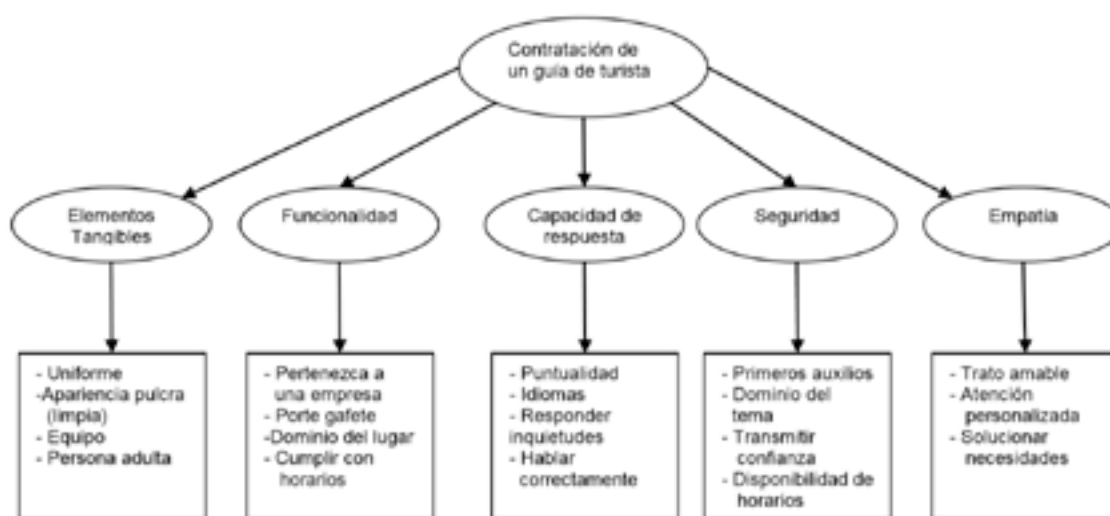 Contratación de
un guía de turista
Elementos
Tangibles
Funcionalidad
Capacidad de
respuesta
Seguridad
Empatía
- Uniforme
-Apariencia pulcra
(limpia)
- Equipo
- Persona adulta
- Pertenezca a
una empresa
- Porte gafete
-Dominio del lugar
- Cumplir con
horarios
- Puntualidad
- Idiomas
- Responder
inquietudes
- Hablar
correctamente
- Primeros auxilios
- Dominio del
tema
- Transmitir
confianza
- Disponibilidad de
horarios
- Trato amable
- Atención
personalizada
- Solucionar
necesidades